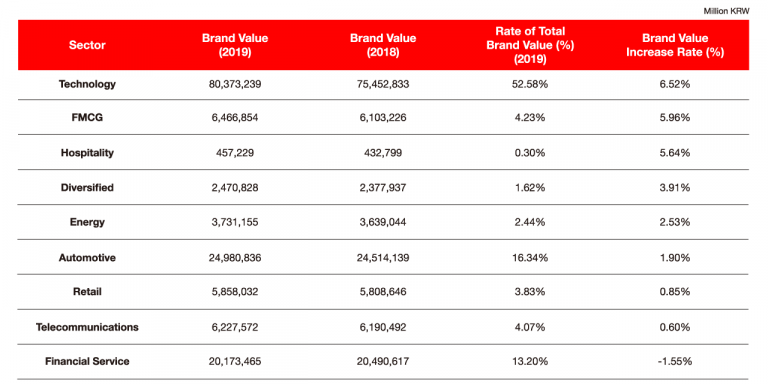 Million KRW
Sector Brand Value (2019) Brand Value (2018) Rate of Total Brand Value (%) (2019) Brand Value Increase Rate (%)
Technology 80,373,239 75,452,833 52.58% 6.52%
FMCG 6,466,854 6,103,226 4.23% 5.96%
Hospitality 457,229 432,799 0.30% 5.64%
Diversified 2,470,828 2,377,937 1.62% 3.91%
Energy 3,731,155 3,639,044 2.44% 2.53%
Automotive 24,980,836 24,514,139 16.34% 1.90%
Retail 5,858,032 5,808,646 3.83% 0.85%
Telecommunications 6,227,572 6,190,492 4.07% 0.60%
Financial Service 20,173,465 20,490,617 13.20% -1.55%